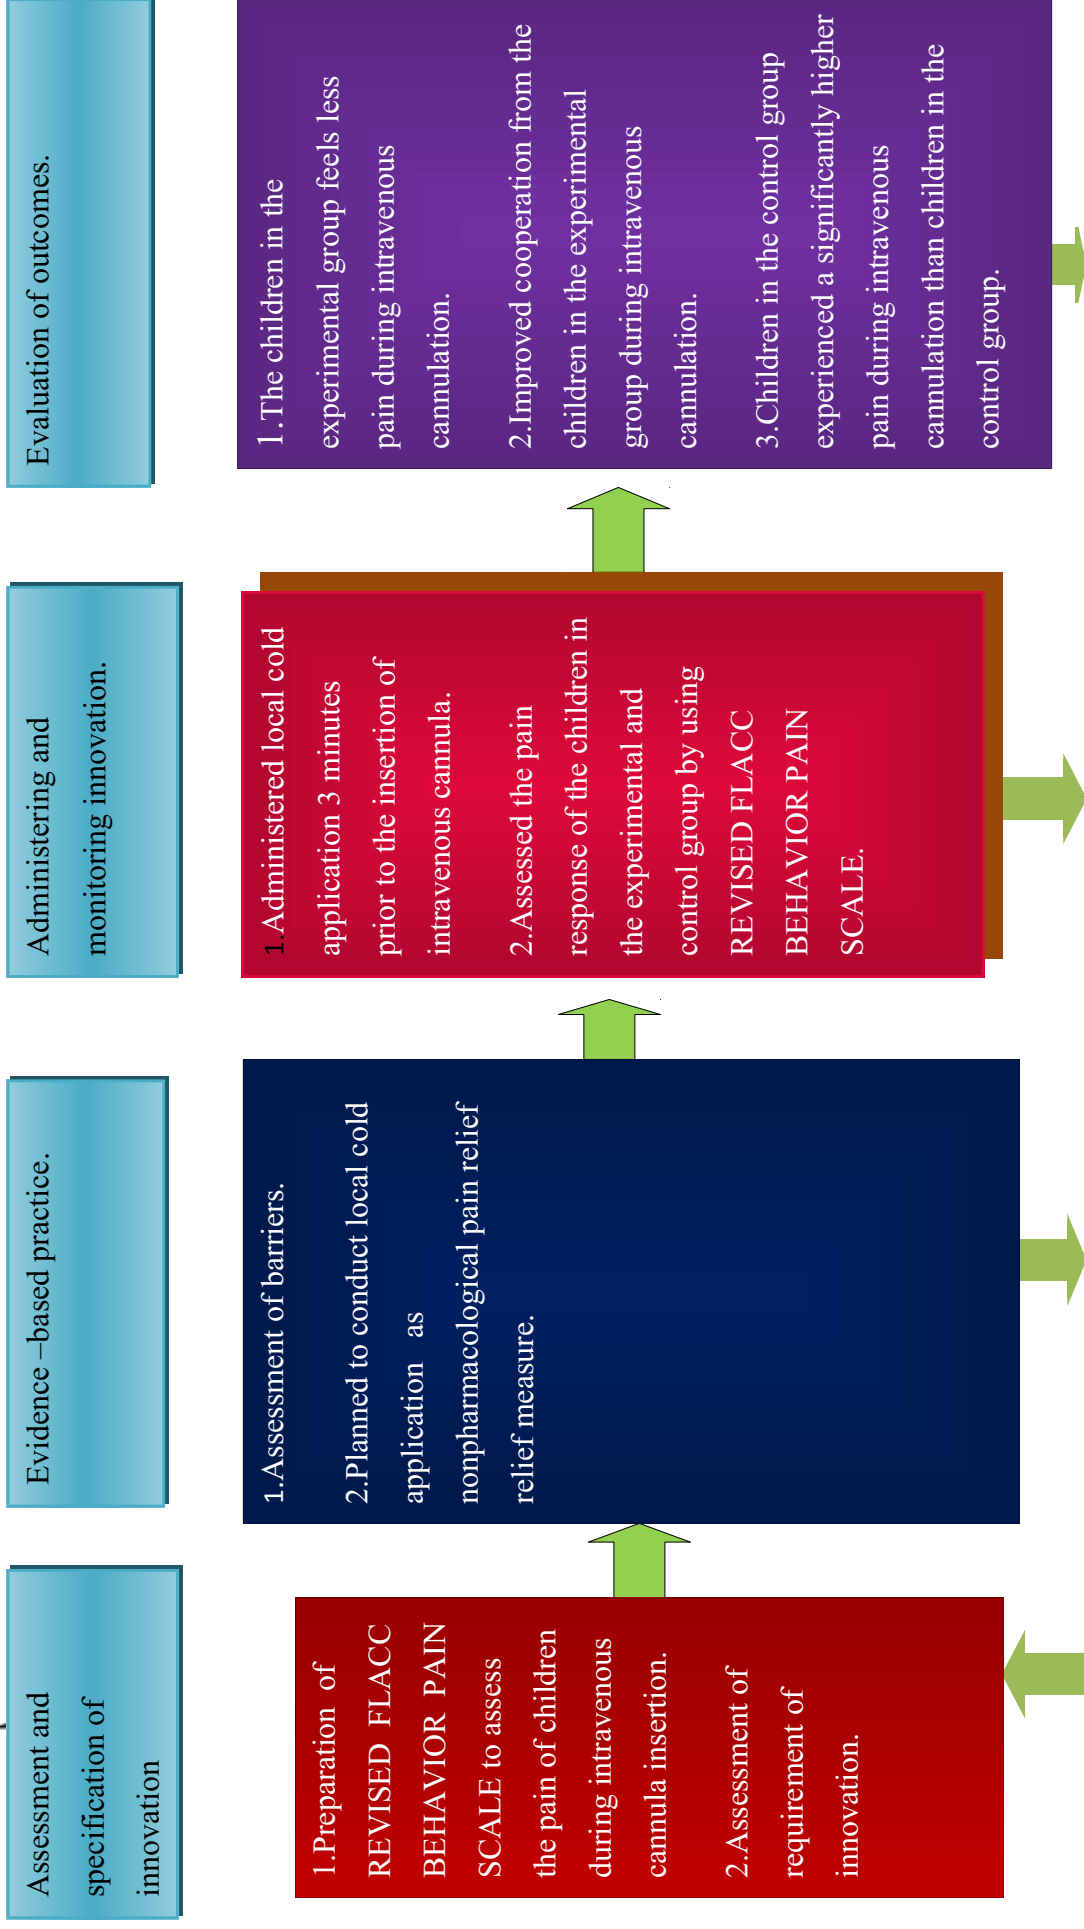 Assessment and
specification of
innovation
1.Preparation of
REVISED FLACC
BEHAVIOR PAIN
SCALE to assess
the pain of children
during intravenous
cannula insertion.
2.Assessment of
requirement of
innovation.
Evidence –based practice.
1.Assessment of barriers.
2.Planned to conduct local cold
application as
nonpharmacological pain relief
relief measure.
Administering and
monitoring innovation.
1.Administered local cold
application 3 minutes
prior to the insertion of
intravenous cannula.
2.Assessed the pain
response of the children in
the experimental and
control group by using
REVISED FLACC
BEHAVIOR PAIN
SCALE.
Evaluation of outcomes.
1.The children in the
experimental group feels less
pain during intravenous
cannulation.
2.Improved cooperation from the
children in the experimental
group during intravenous
cannulation.
3.Children in the control group
experienced a significantly higher
pain during intravenous
cannulation than children in the
control group.